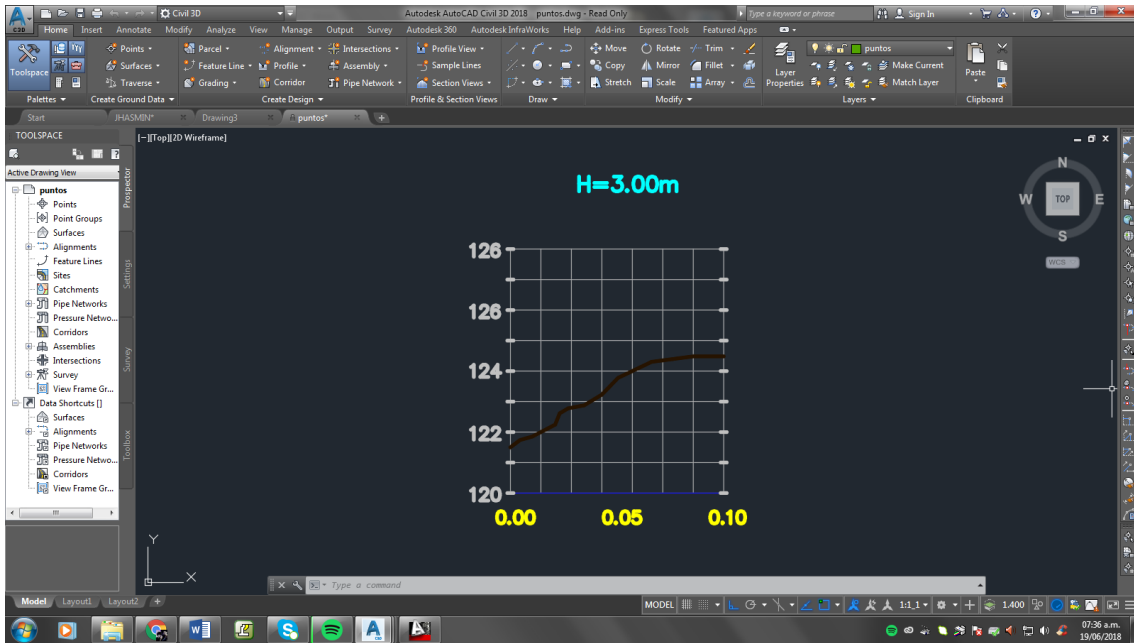 Civil 3D
Autodesk AutoCAD Civil 3D 2018 puntos.dwg - Read Only
Type a keyword or phrase
Sign In
C3D
Home Insert Annotate Modify Analyze View Manage Output Survey Autodesk 360 Autodesk InfraWorks Help Add-ins Express Tools Featured Apps
Toolspace
Points
Surfaces
Traverse
Parcel
Feature Line
Grading
Alignment
Profile
Corridor
Intersections
Assembly
Pipe Network
Profile View
Sample Lines
Section Views
Move
Copy
Stretch
Rotate
Mirror
Scale
Trim
Fillet
Array
Layer
Properties
puntos
Make Current
Match Layer
Paste
Palettes Create Ground Data Create Design Profile & Section Views Draw Modify Layers Clipboard
Start JHASMIN* Drawing3 puntos*
TOOLSPACE
Active Drawing View
puntos
Points
Point Groups
Surfaces
Alignments
Feature Lines
Sites
Catchments
Pipe Networks
Pressure Netwo...
Corridors
Assemblies
Intersections
Survey
View Frame Gr...
Data Shortcuts []
Surfaces
Alignments
Pipe Networks
Pressure Netwo...
Corridors
View Frame Gr...
Prospector
Settings
Survey
Toolbox
[-][Top][2D Wireframe]
N
W TOP E
S
WCS
H=3.00m
126
126
124
122
120
0.00 0.05 0.10
Y
X
Type a command
Model Layout1 Layout2 +
MODEL 1:1_1 1.400
07:36 a.m.
19/06/2018